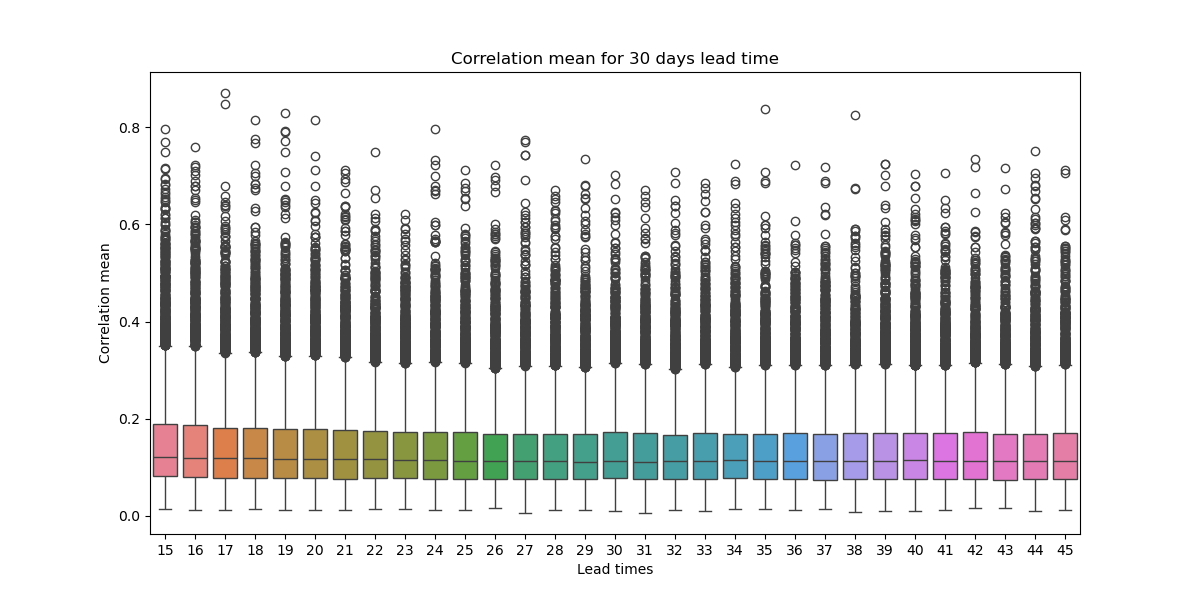 Correlation mean for 30 days lead time
Correlation mean
0.8
0.6
0.4
0.2
0.0
15 16 17 18 19 20 21 22 23 24 25 26 27 28 29 30 31 32 33 34 35 36 37 38 39 40 41 42 43 44 45
Lead times